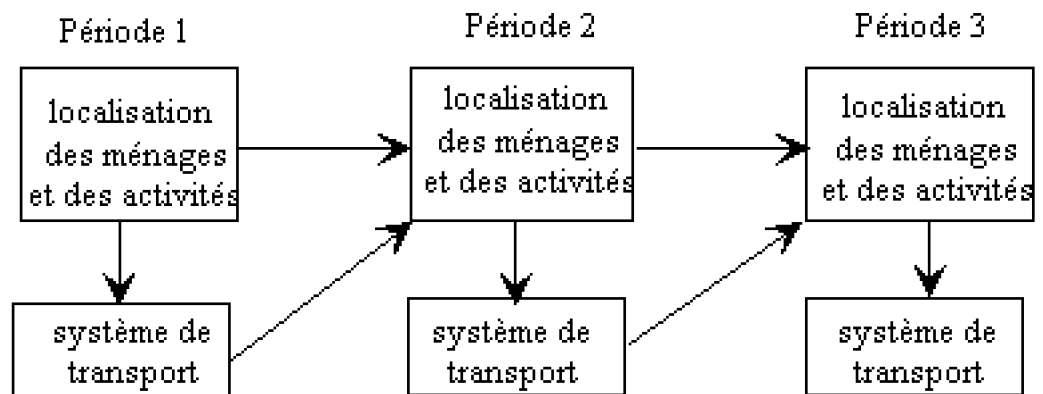 Période 1
Période 2
Période 3
localisation
des ménages
et des activités
localisation
des ménages
et des activités
localisation
des ménages
et des activités
système de
transport
système de
transport
système de
transport